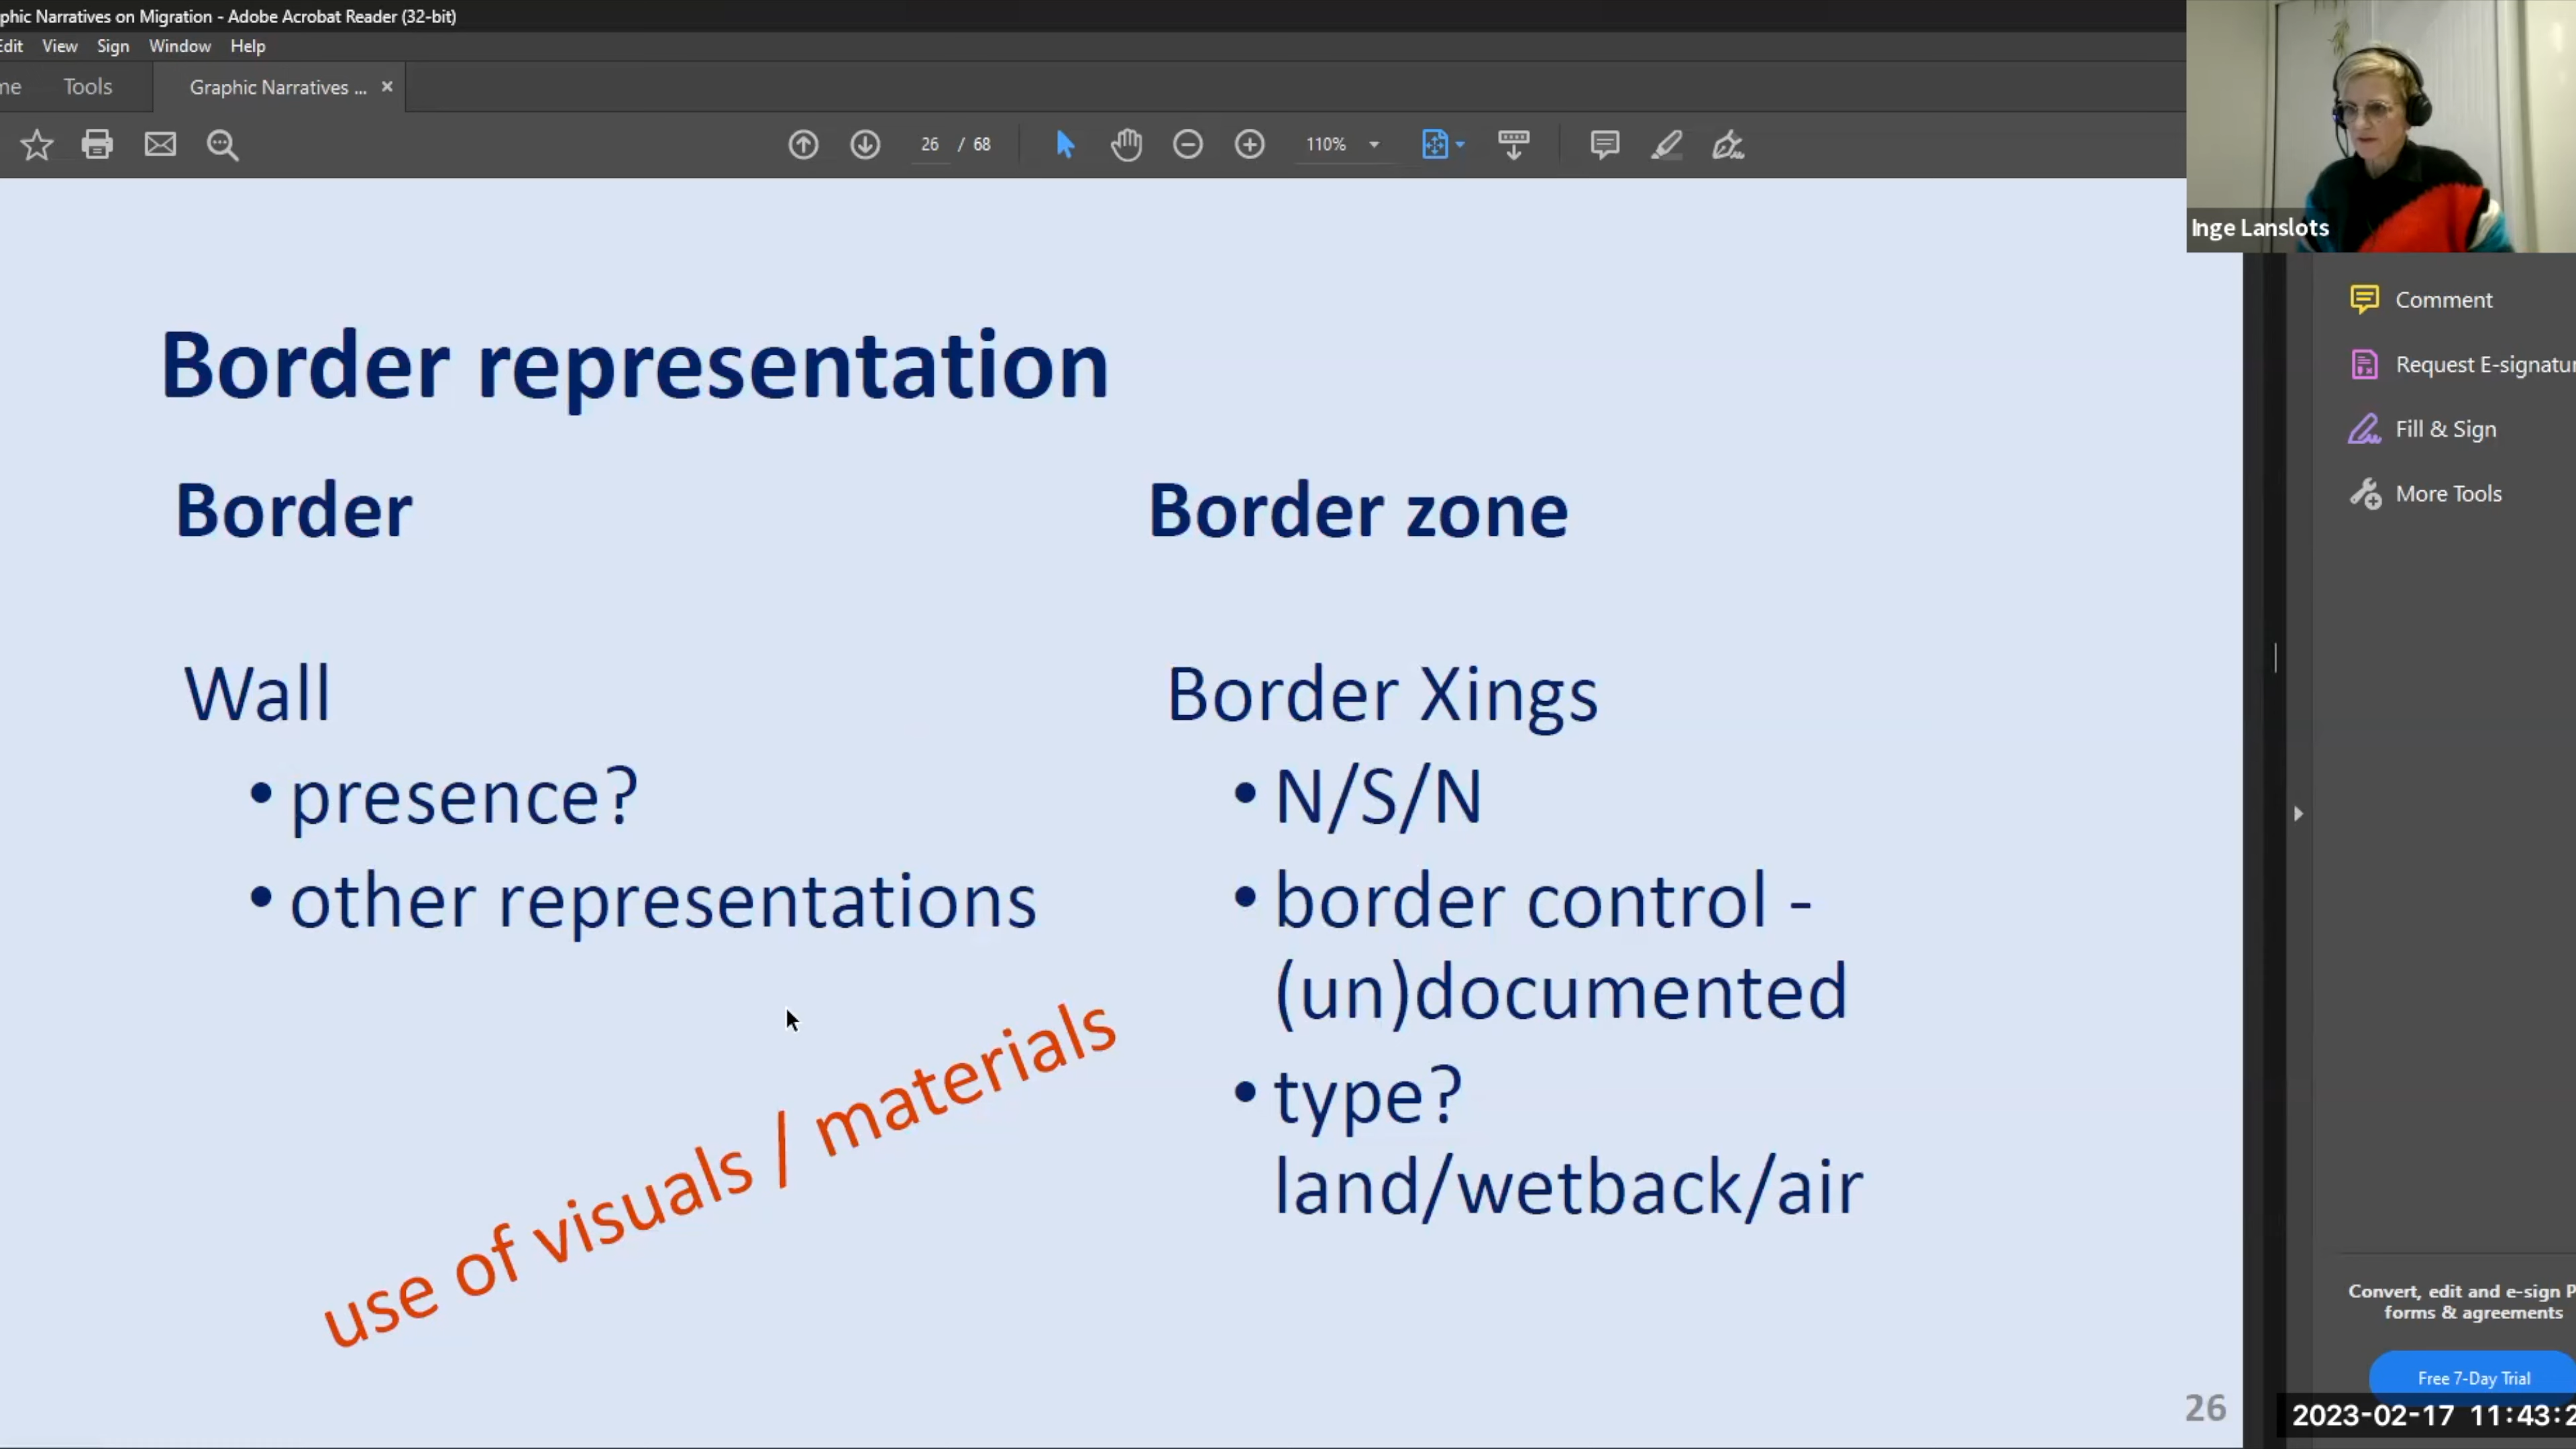 phic Narratives on Migration - Adobe Acrobat Reader (32-bit)
Edit View Sign Window Help
me Tools Graphic Narratives ... ×
26 / 68 110%
Inge Lanslots
Comment
Request E-signatur
Fill & Sign
More Tools
Border representation
Border
Wall
• presence?
• other representations
Border zone
Border Xings
• N/S/N
• border control -
(un)documented
• type?
land/wetback/air
use of visuals / materials
26
Convert, edit and e-sign P
forms & agreements
Free 7-Day Trial
2023-02-17 11:43:2